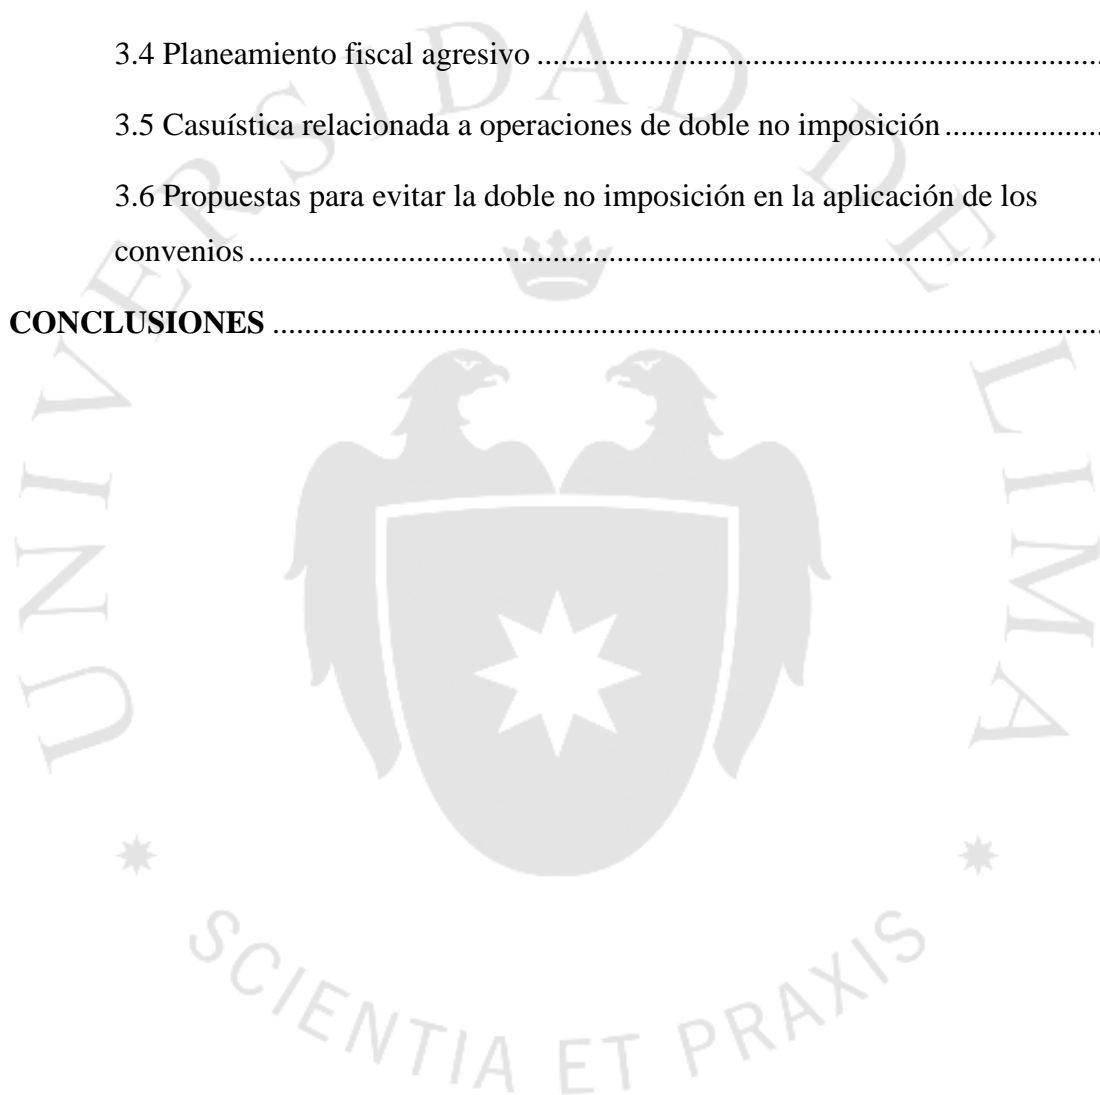 3.4 Planeamiento fiscal agresivo ........................................................................
3.5 Casuística relacionada a operaciones de doble no imposición ...................
3.6 Propuestas para evitar la doble no imposición en la aplicación de los
convenios ..........................................................................................................
CONCLUSIONES ........................................................................................................
UNIVERSIDAD DE LIMA
SCIENTIA ET PRAXIS